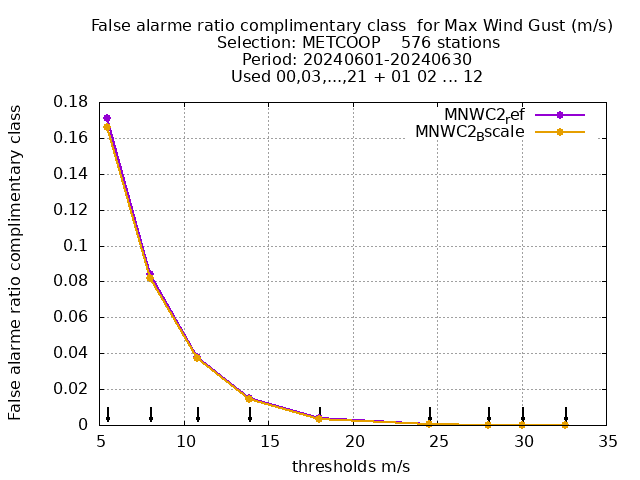 False alarme ratio complimentary class  for Max Wind Gust (m/s)
Selection: METCOOP    576 stations
Period: 20240601-20240630
Used 00,03,...,21 + 01 02 ... 12
MNWC2ref
MNWC2Bscale
False alarme ratio complimentary class
0.18
0.16
0.14
0.12
0.1
0.08
0.06
0.04
0.02
0
5 10 15 20 25 30 35
thresholds m/s